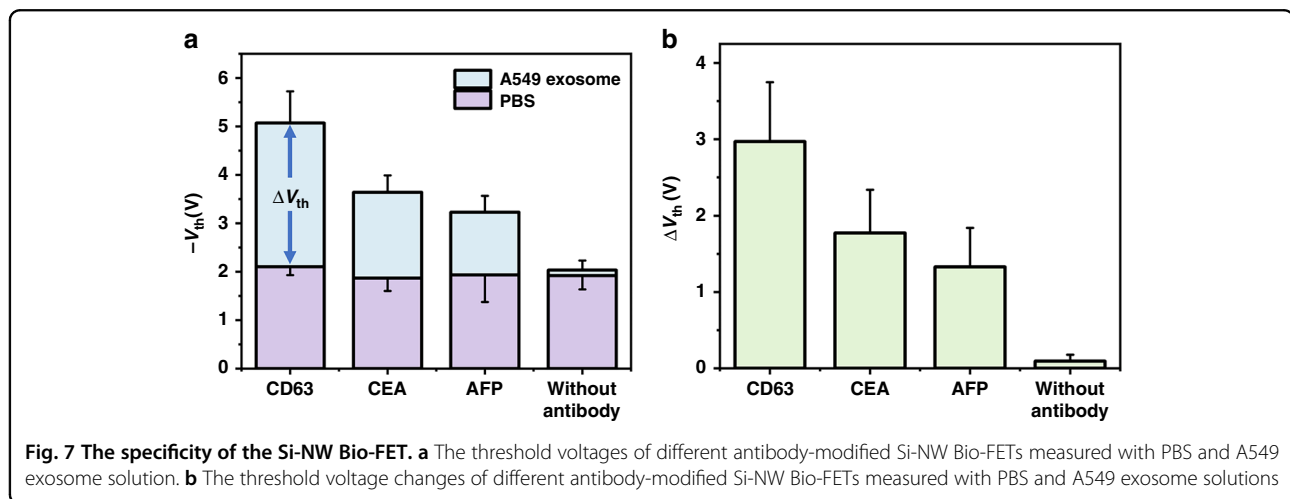 a
b
6
5
4
3
2
1
0
−Vth(V)
A549 exosome
PBS
ΔVth
CD63
CEA
AFP
Without
antibody
4
3
2
1
0
ΔVth (V)
CD63
CEA
AFP
Without
antibody
Fig. 7 The specificity of the Si-NW Bio-FET. a The threshold voltages of different antibody-modified Si-NW Bio-FETs measured with PBS and A549
exosome solution. b The threshold voltage changes of different antibody-modified Si-NW Bio-FETs measured with PBS and A549 exosome solutions